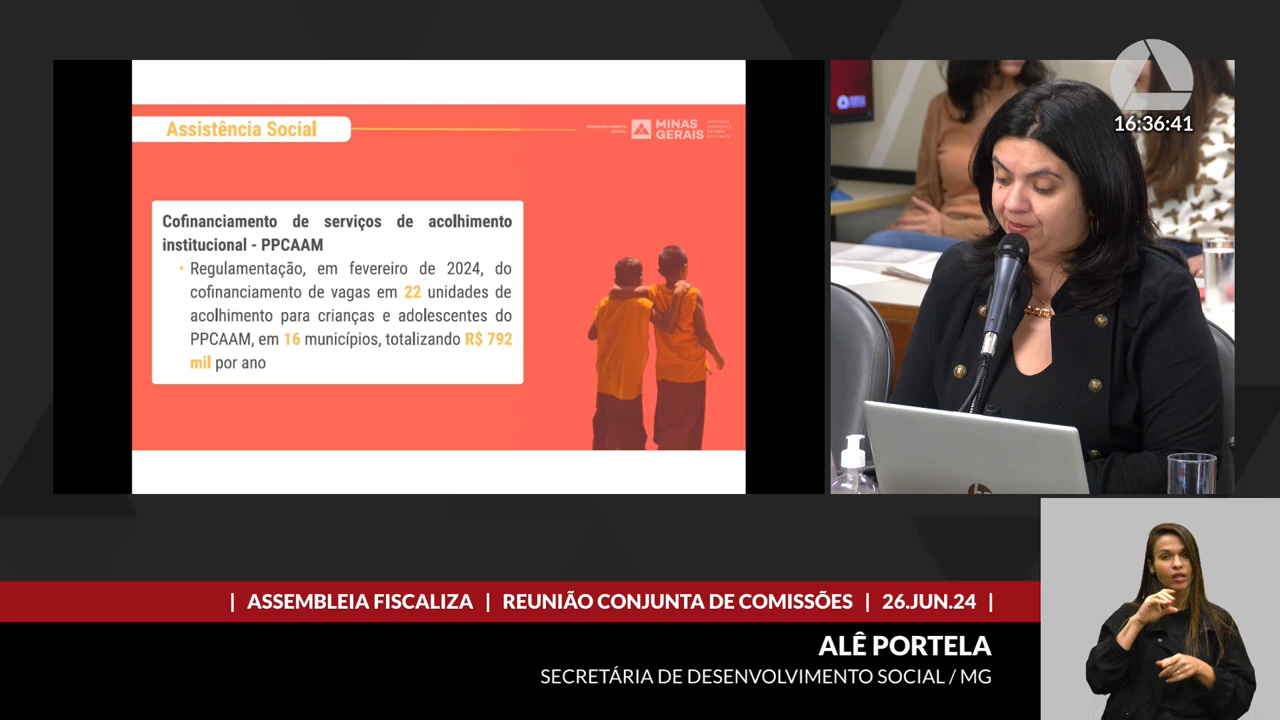 Assistência Social
MINAS
GERAIS
Cofinanciamento de serviços de acolhimento
institucional - PPCAAM
• Regulamentação, em fevereiro de 2024, do
cofinanciamento de vagas em 22 unidades de
acolhimento para crianças e adolescentes do
PPCAAM, em 16 municípios, totalizando R$ 792
mil por ano
16:36:41
| ASSEMBLEIA FISCALIZA | REUNIÃO CONJUNTA DE COMISSÕES | 26.JUN.24 |
ALÊ PORTELA
SECRETÁRIA DE DESENVOLVIMENTO SOCIAL / MG